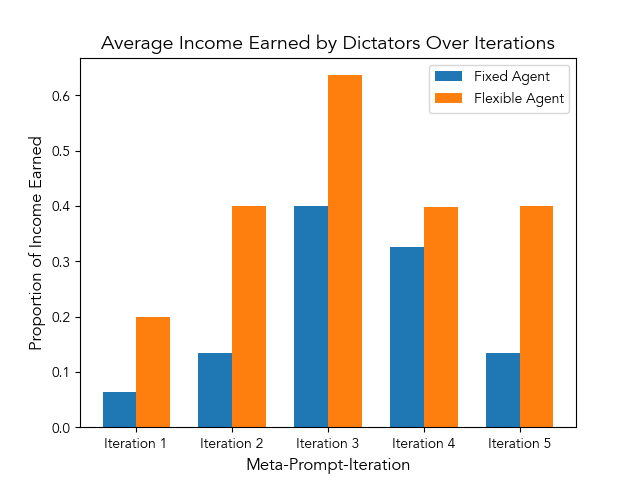 Average Income Earned by Dictators Over Iterations
Fixed Agent
Flexible Agent
Proportion of Income Earned
0.6
0.5
0.4
0.3
0.2
0.1
0.0
Iteration 1 Iteration 2 Iteration 3 Iteration 4 Iteration 5
Meta-Prompt-Iteration